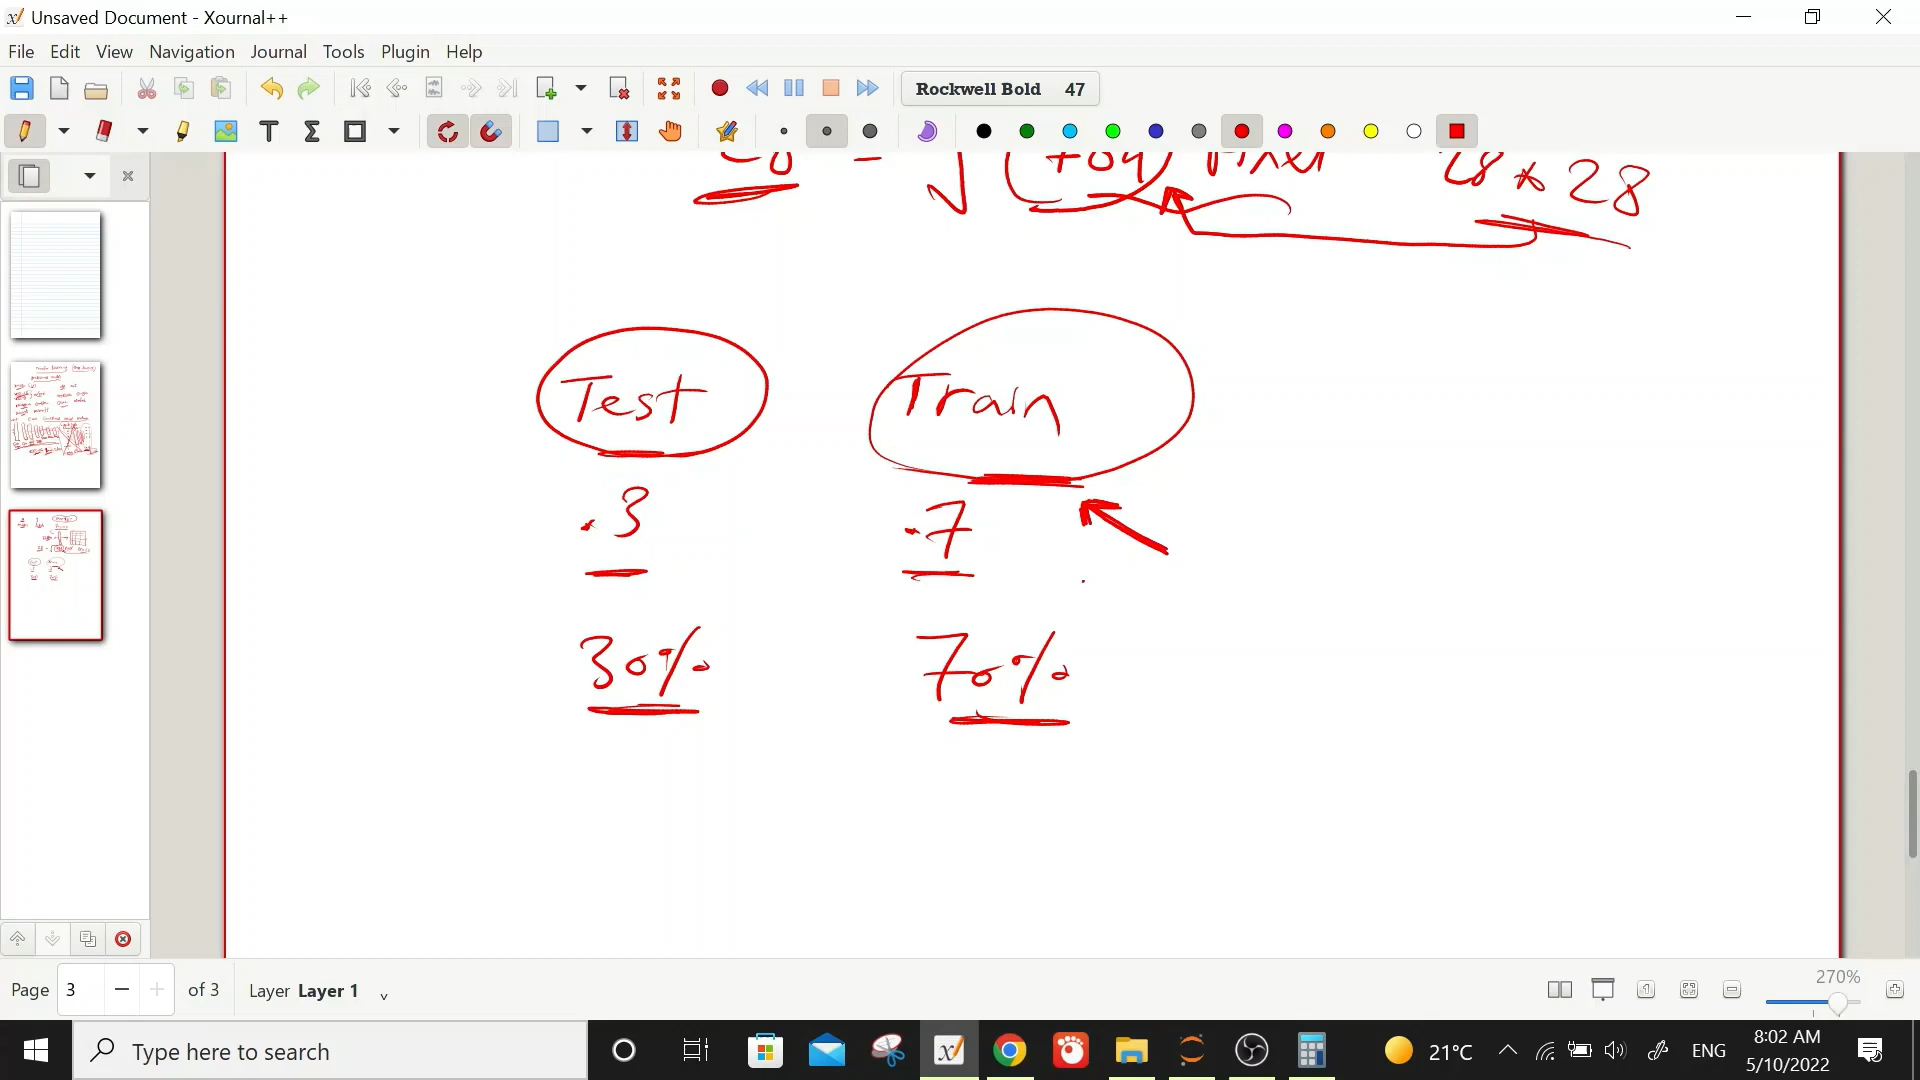 Unsaved Document - Xournal++
File Edit View Navigation Journal Tools Plugin Help
Rockwell Bold 47
28 * 28
Test Train
.3 .7
30% 70%
Page 3 of 3 Layer Layer 1
270%
Type here to search
21°C ENG 8:02 AM
5/10/2022